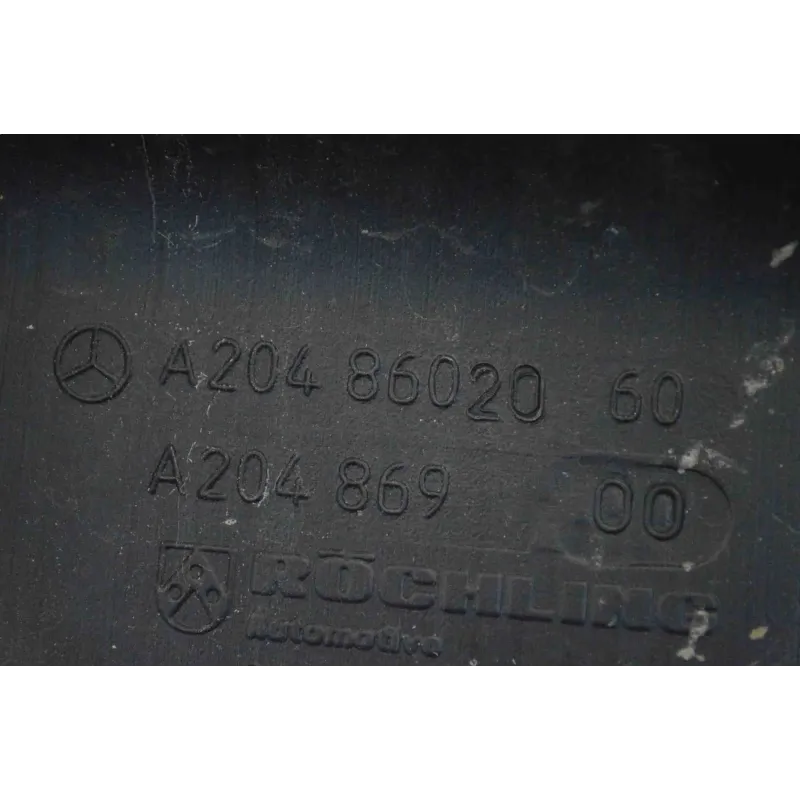 A204 86020 60
A204 869 00
RÖCHLING
Automotive